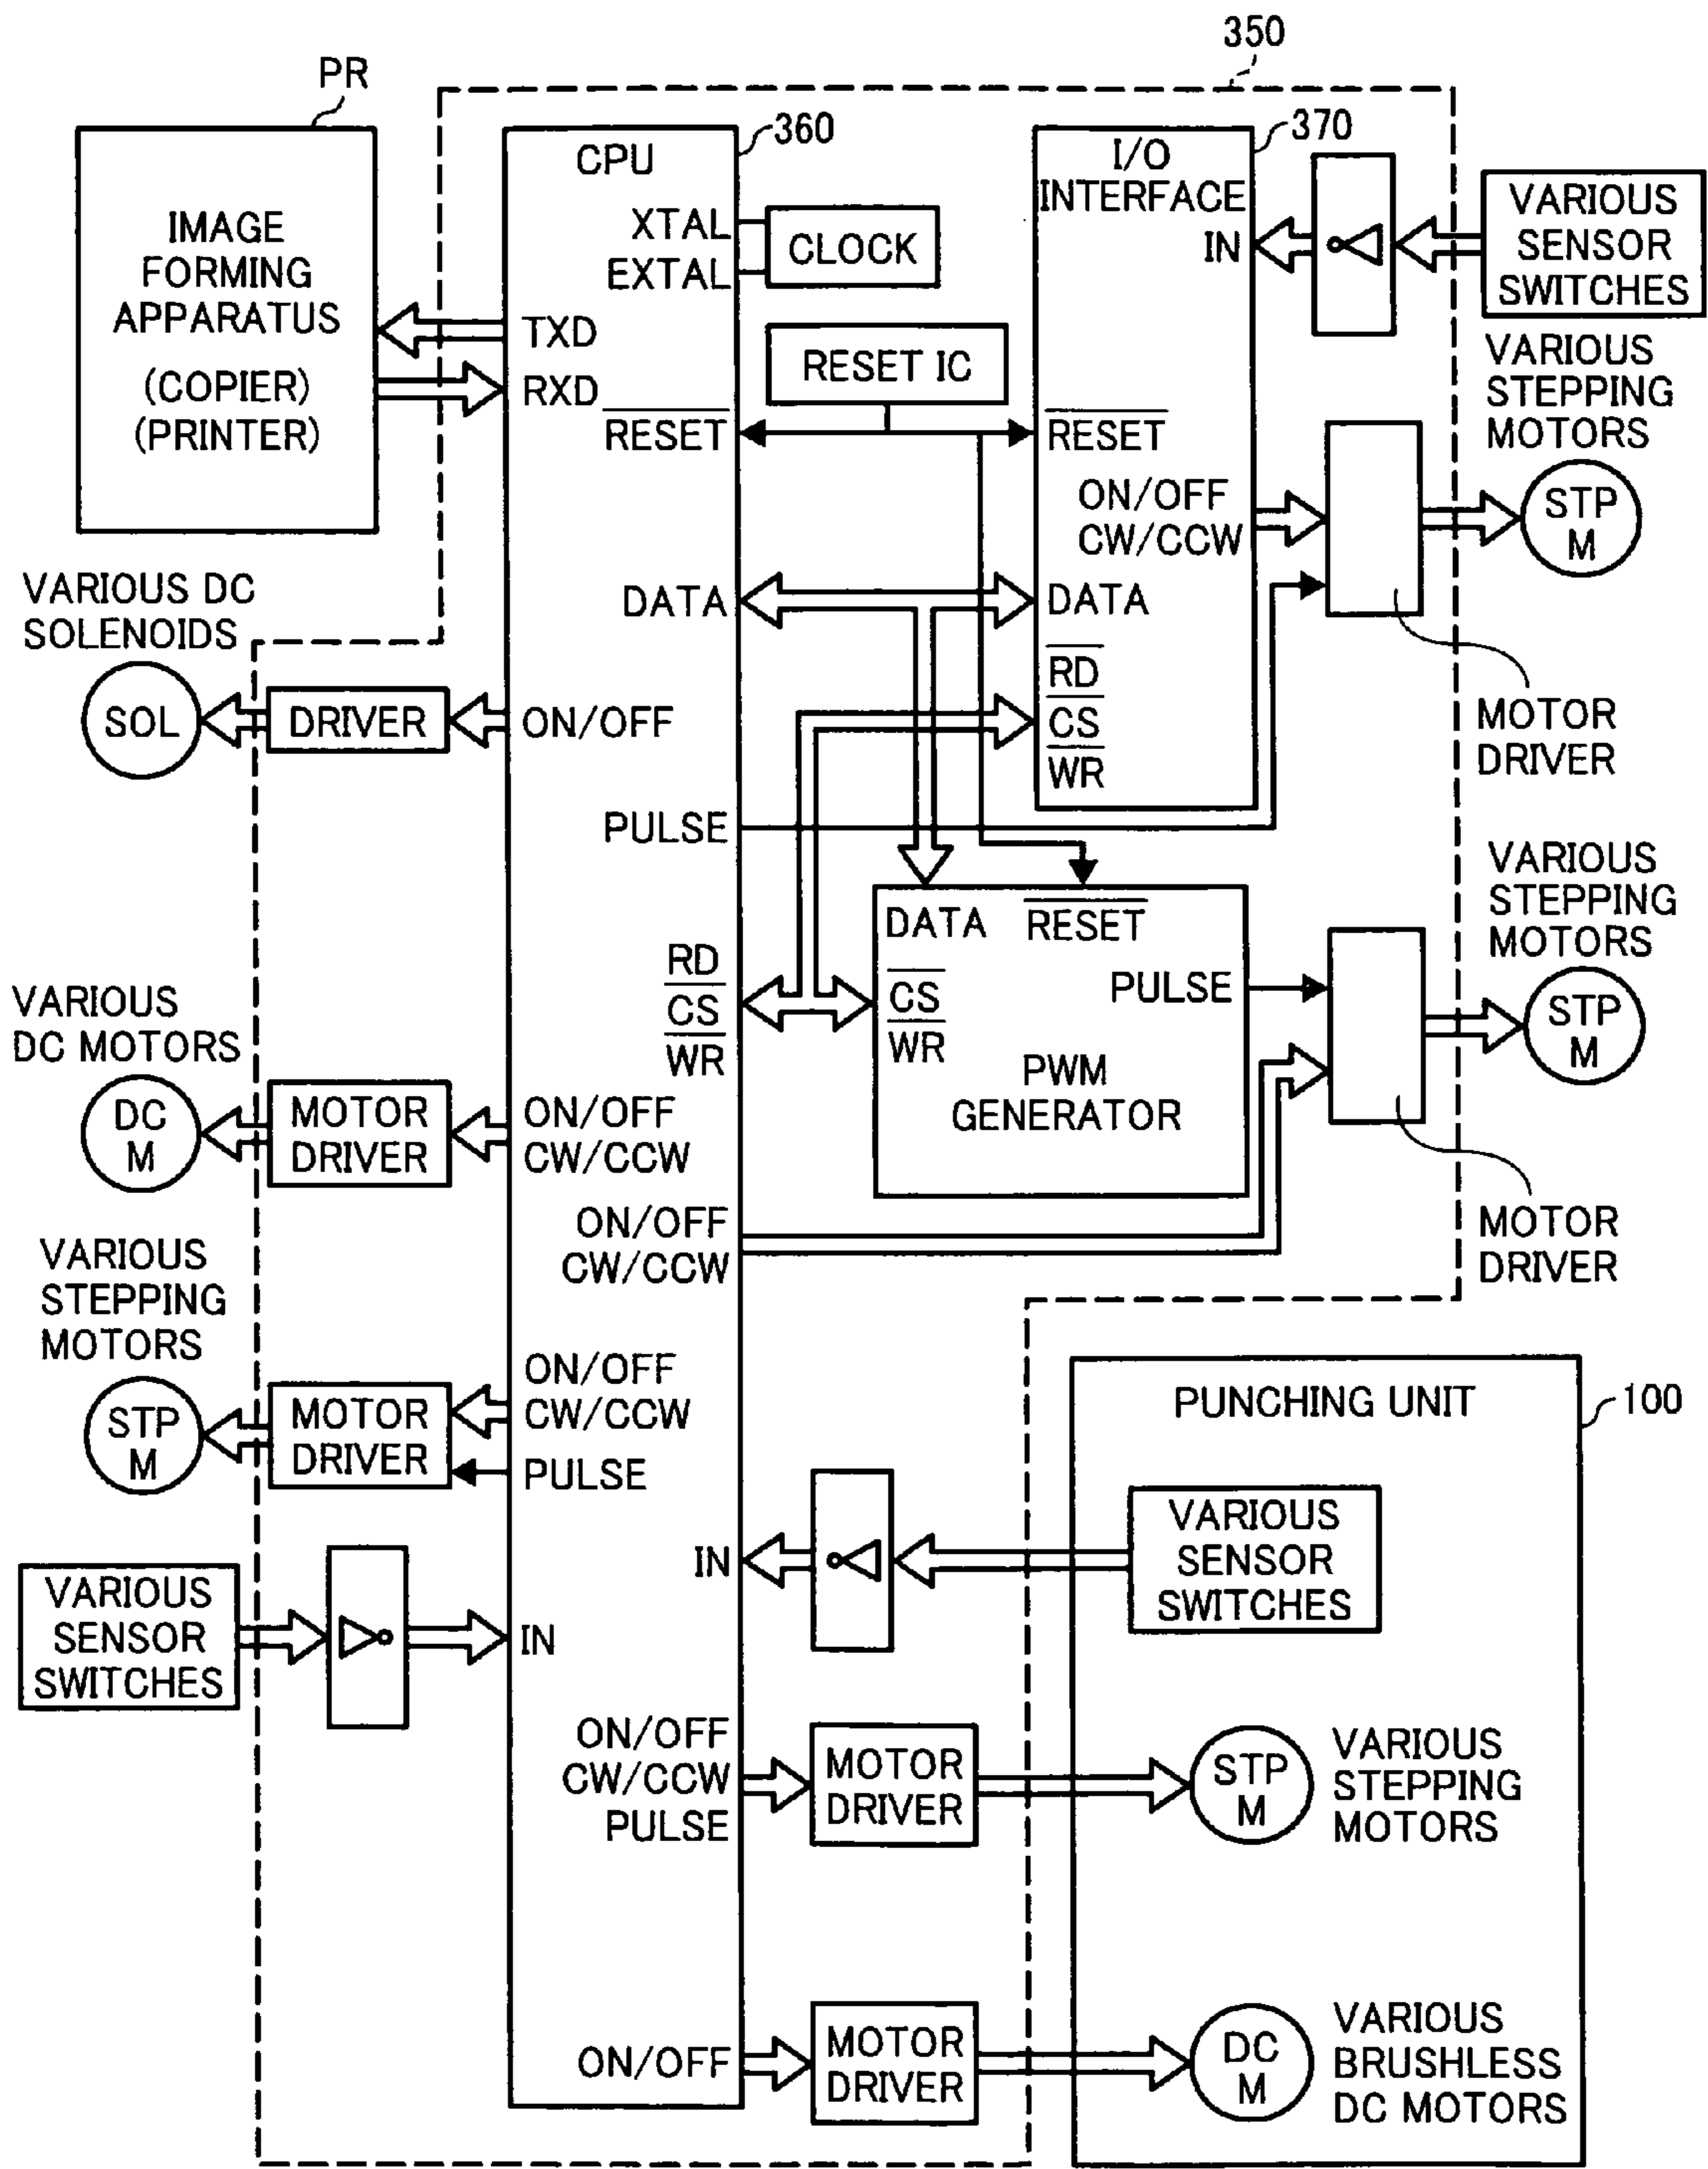 350
PR
360
370
CPU
I/O
INTERFACE
IMAGE
FORMING
APPARATUS
(COPIER)
(PRINTER)
XTAL
EXTAL
CLOCK
IN
VARIOUS
SENSOR
SWITCHES
TXD
RXD
RESET IC
RESET
RESET
VARIOUS
STEPPING
MOTORS
ON/OFF
CW/CCW
STP
M
VARIOUS DC
SOLENOIDS
DATA
DATA
RD
CS
WR
SOL
DRIVER
ON/OFF
MOTOR
DRIVER
PULSE
DATA
RESET
VARIOUS
STEPPING
MOTORS
RD
CS
WR
CS
WR
PULSE
STP
M
PWM
GENERATOR
VARIOUS
DC MOTORS
DC
M
MOTOR
DRIVER
ON/OFF
CW/CCW
ON/OFF
CW/CCW
MOTOR
DRIVER
VARIOUS
STEPPING
MOTORS
STP
M
MOTOR
DRIVER
ON/OFF
CW/CCW
PULSE
PUNCHING UNIT
100
IN
VARIOUS
SENSOR
SWITCHES
VARIOUS
SENSOR
SWITCHES
IN
ON/OFF
CW/CCW
PULSE
MOTOR
DRIVER
STP
M
VARIOUS
STEPPING
MOTORS
ON/OFF
MOTOR
DRIVER
DC
M
VARIOUS
BRUSHLESS
DC MOTORS